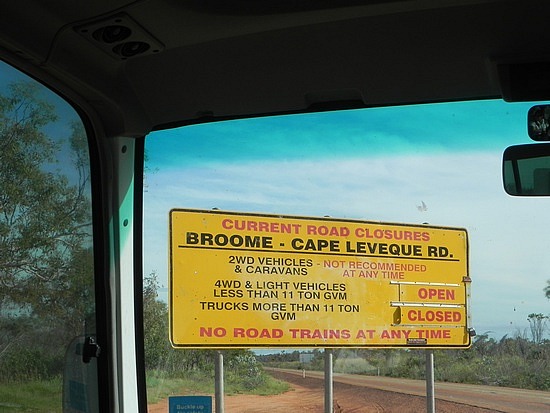 CURRENT ROAD CLOSURES
BROOME - CAPE LEVEQUE RD.
2WD VEHICLES - NOT RECOMMENDED
& CARAVANS AT ANY TIME
4WD & LIGHT VEHICLES
LESS THAN 11 TON GVM OPEN
TRUCKS MORE THAN 11 TON
GVM CLOSED
NO ROAD TRAINS AT ANY TIME
Buckle up